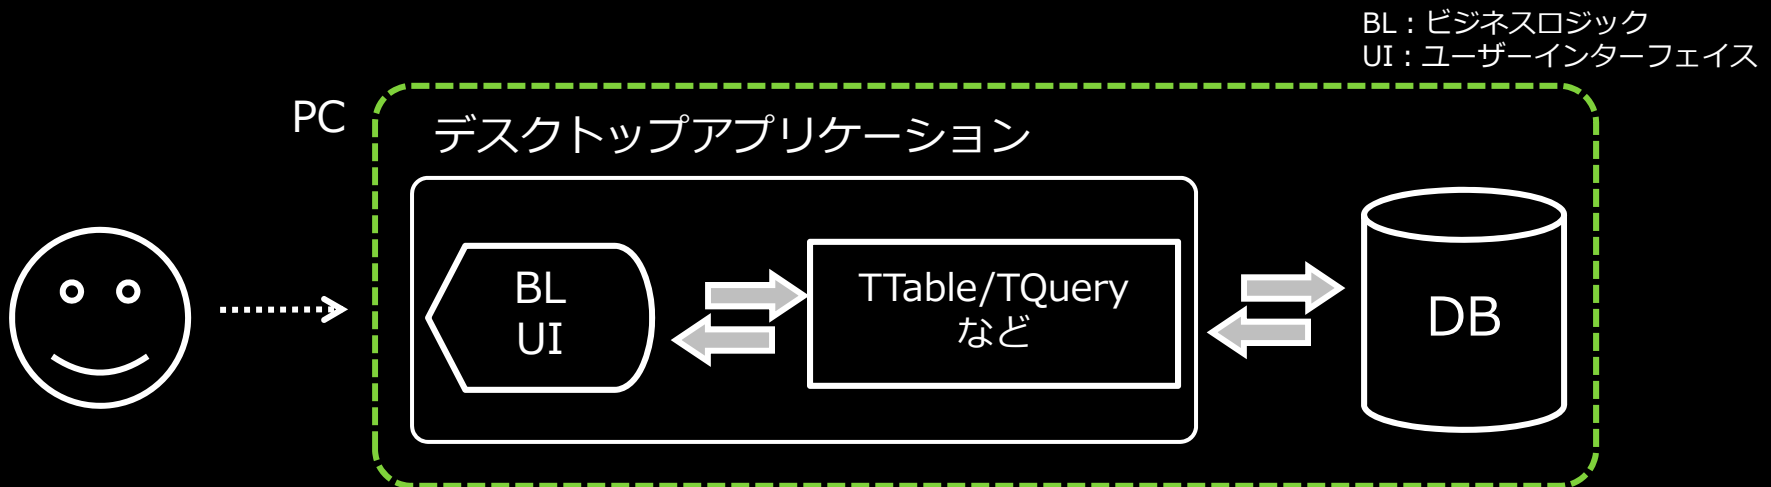 BL：ビジネスロジック
UI：ユーザーインターフェイス
PC
デスクトップアプリケーション
BL
UI
TTable/TQuery
など
DB